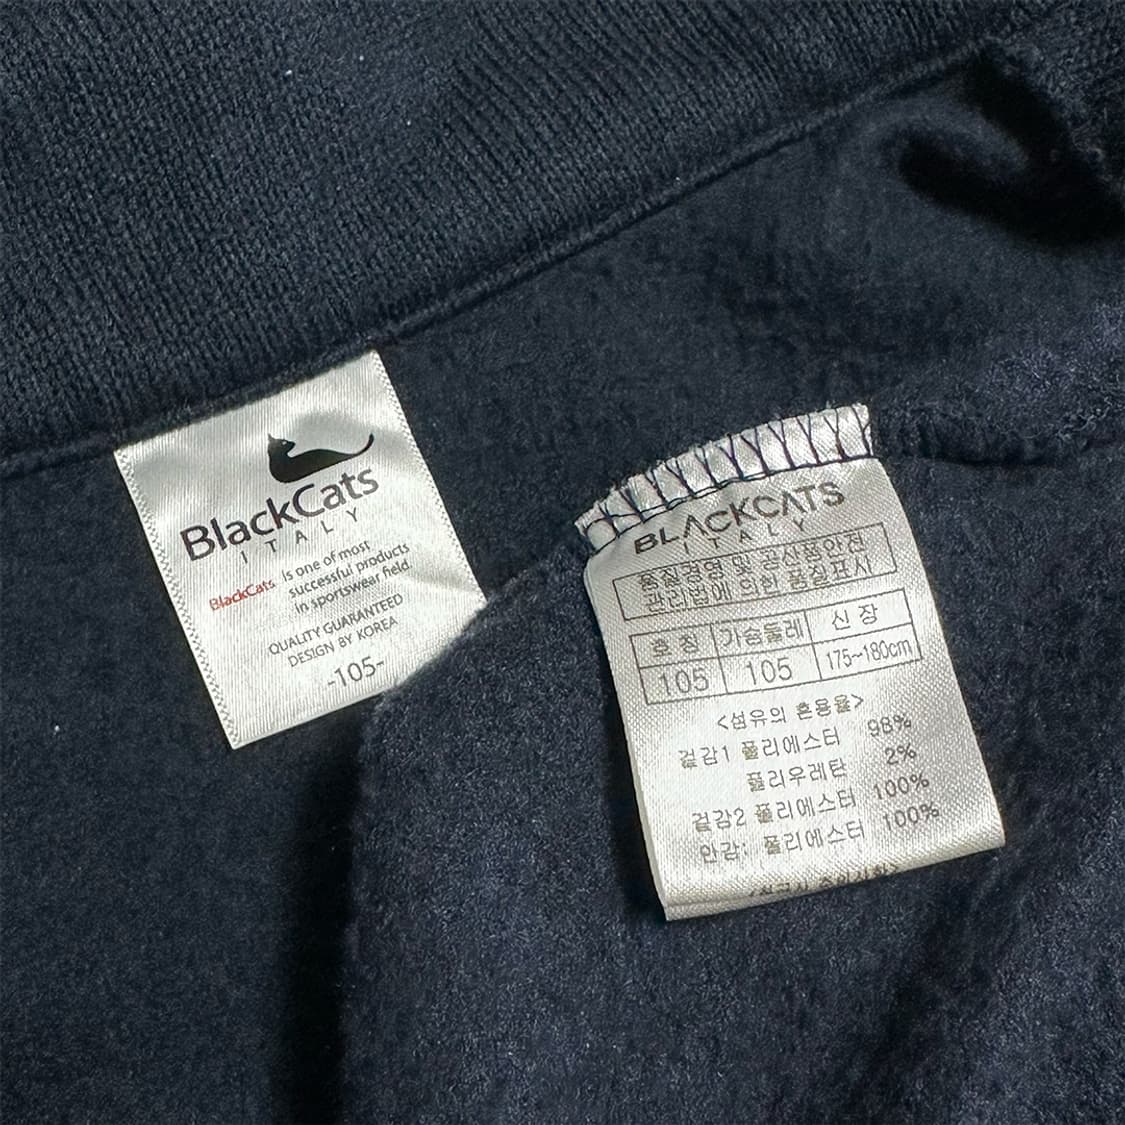 BlackCats
ITALY
BlackCats is one of most
successful products
in sportswear field.
QUALITY GUARANTEED
DESIGN BY KOREA
-105-
BLACKCATS
ITALY
품질경영 및 공산품안전
관리법에 의한 품질표시
호 칭 가슴둘레 신 장
105 105 175~180cm
<섬유의 혼용율>
겉감1 폴리에스터 98%
폴리우레탄 2%
겉감2 폴리에스터 100%
안감: 폴리에스터 100%